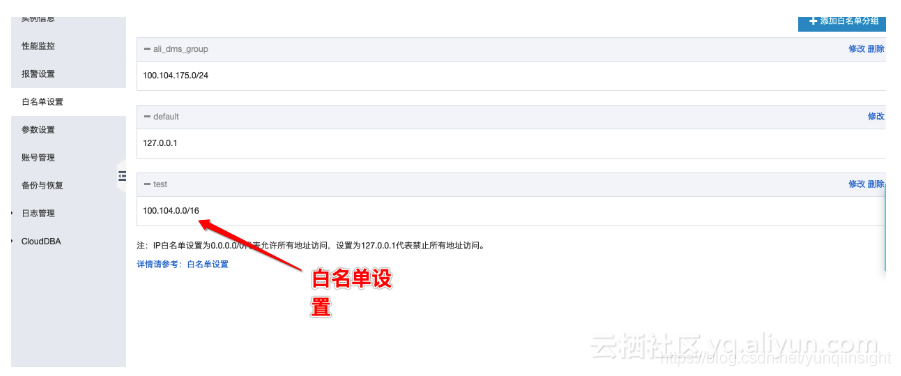 实例信息
添加白名单分组
性能监控
ali_dms_group
修改 删除
报警设置
100.104.175.0/24
白名单设置
default
修改
参数设置
127.0.0.1
账号管理
备份与恢复
test
修改 删除
日志管理
100.104.0.0/16
CloudDBA
注：IP白名单设置为0.0.0.0/0代表允许所有地址访问，设置为127.0.0.1代表禁止所有地址访问。
详情请参考：白名单设置
白名单设
置
云栖社区 yq.aliyun.com
https://blog.csdn.net/yunqiinsight